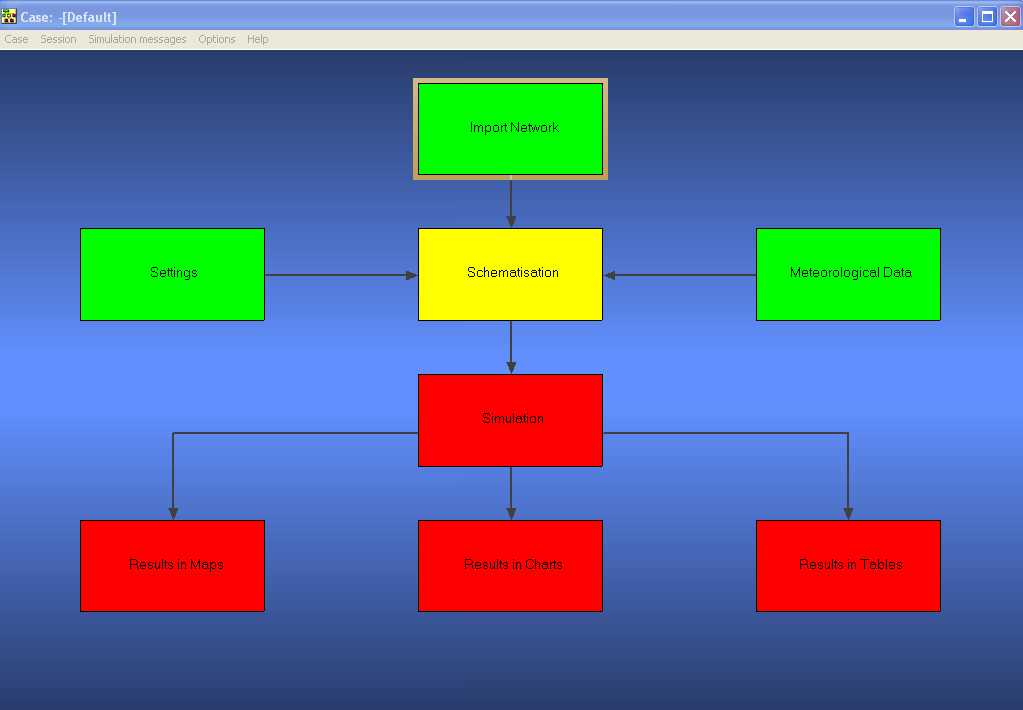 Case: -[Default]
Case Session Simulation messages Options Help
Import Network
Settings
Schematisation
Meteorological Data
Simulation
Results in Maps
Results in Charts
Results in Tables